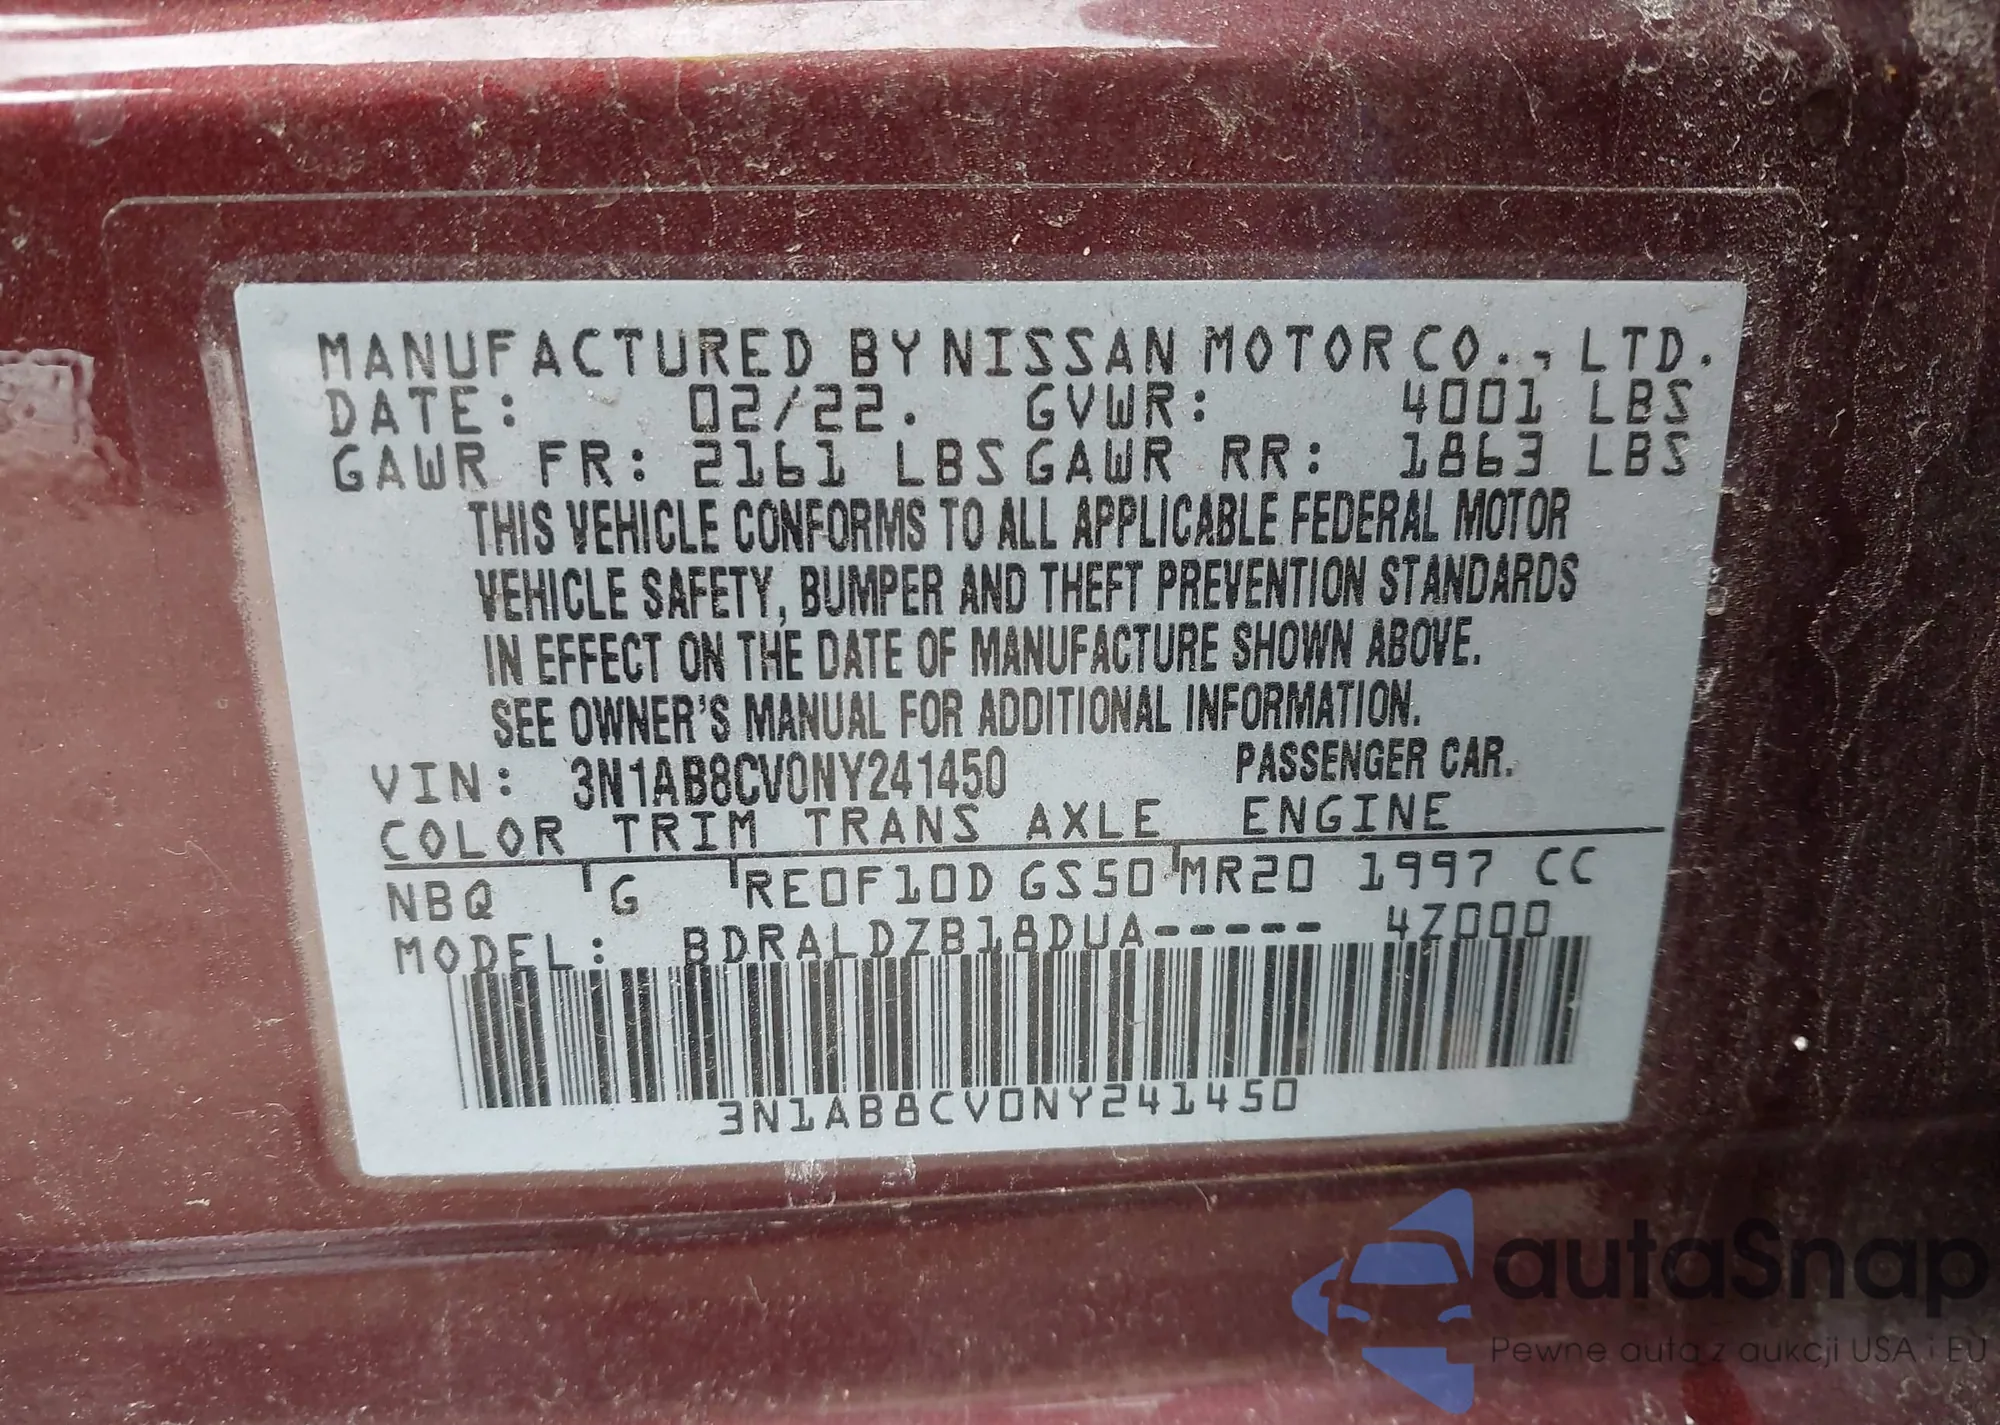 MANUFACTURED BY NISSAN MOTOR CO., LTD.
DATE: 02/22. GVWR: 4001 LBS
GAWR FR: 2161 LBS GAWR RR: 1863 LBS
THIS VEHICLE CONFORMS TO ALL APPLICABLE FEDERAL MOTOR
VEHICLE SAFETY, BUMPER AND THEFT PREVENTION STANDARDS
IN EFFECT ON THE DATE OF MANUFACTURE SHOWN ABOVE.
SEE OWNER'S MANUAL FOR ADDITIONAL INFORMATION.
VIN: 3N1AB8CV0NY241450 PASSENGER CAR.
COLOR TRIM TRANS AXLE ENGINE
NBQ G RE0F10D GS50 MR20 1997 CC
MODEL: BDRALDZB18DUA----- 4Z000
3N1AB8CV0NY241450
autaSnap
Pewne auta z aukcji USA i EU